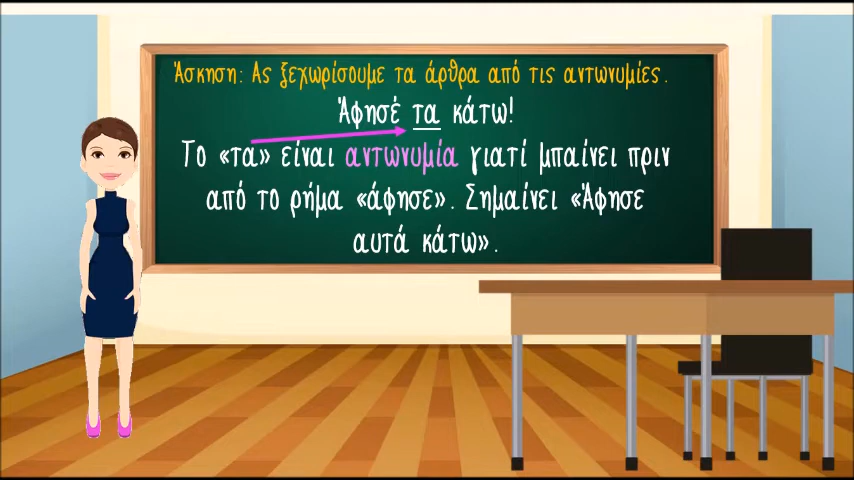 Άσκηση: Ας ξεχωρίσουμε τα άρθρα από τις αντωνυμίες.
Άφησέ τα κάτω!
Το «τα» είναι αντωνυμία γιατί μπαίνει πριν
από το ρήμα «άφησε». Σημαίνει «Άφησε
αυτά κάτω».